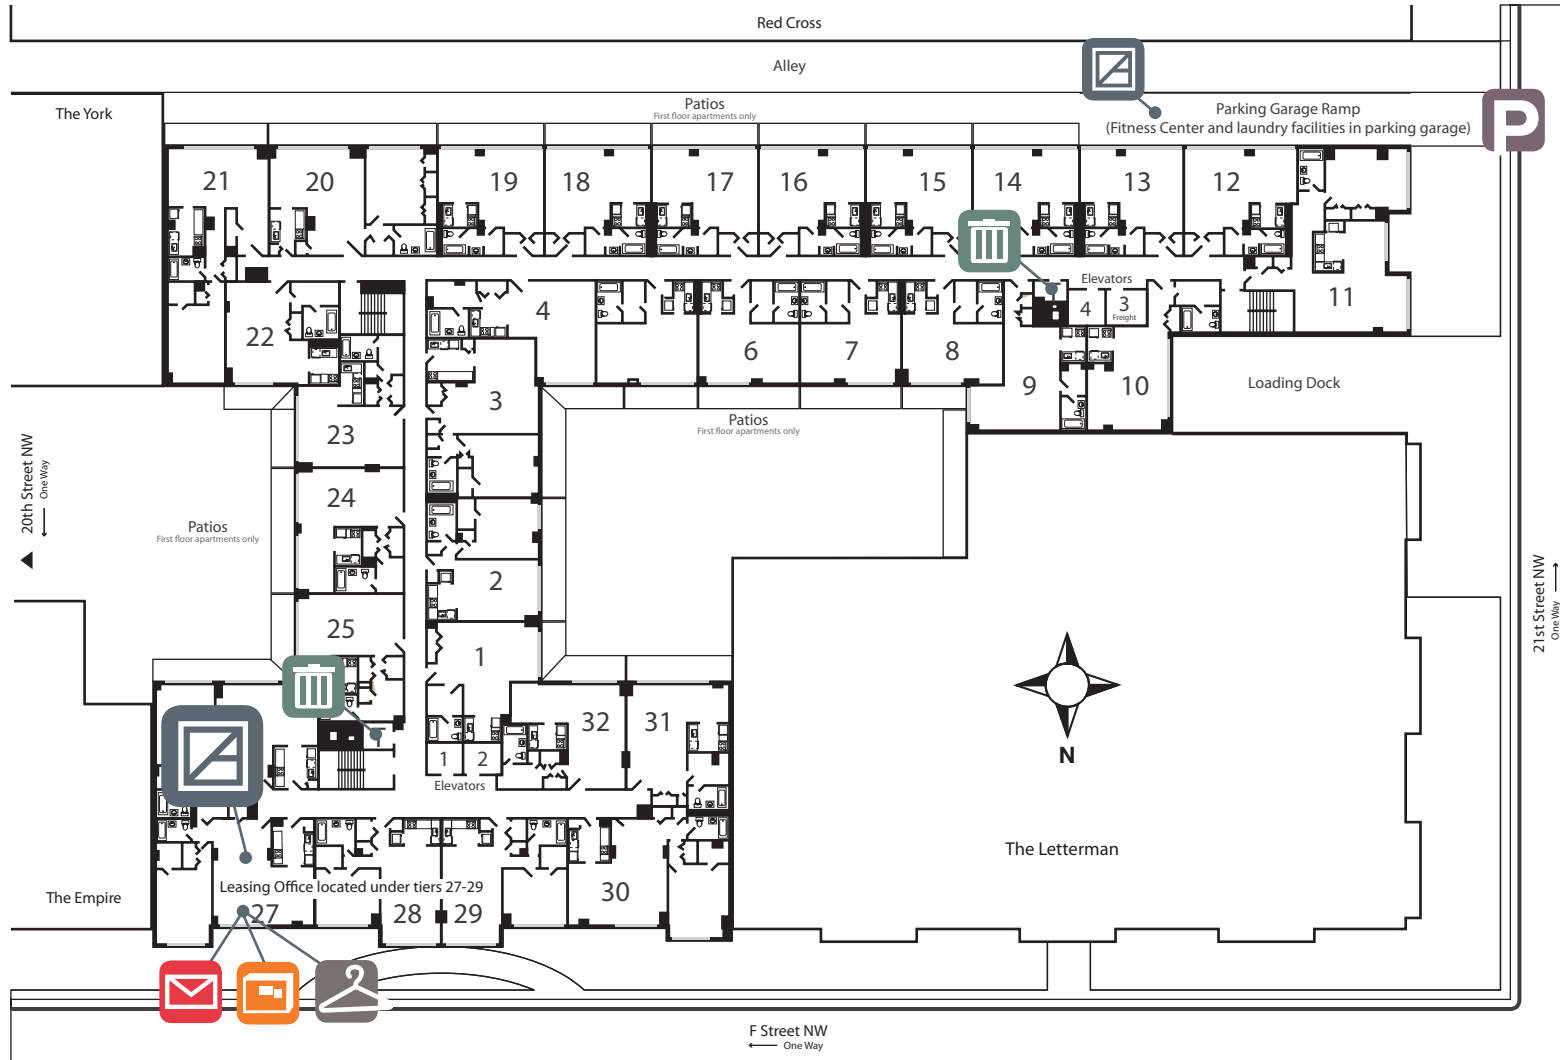 Red Cross
Alley
The York
Patios
First floor apartments only
Parking Garage Ramp
(Fitness Center and laundry facilities in parking garage)
P
21
20
19
18
17
16
15
14
13
12
11
Elevators
4
3
Freight
22
4
6
7
8
9
10
Loading Dock
3
Patios
First floor apartments only
23
24
20th Street NW
One Way
Patios
First floor apartments only
2
21st Street NW
One Way
25
1
32
31
1
2
Elevators
N
The Letterman
The Empire
Leasing Office located under tiers 27-29
27
28
29
30
F Street NW
One Way